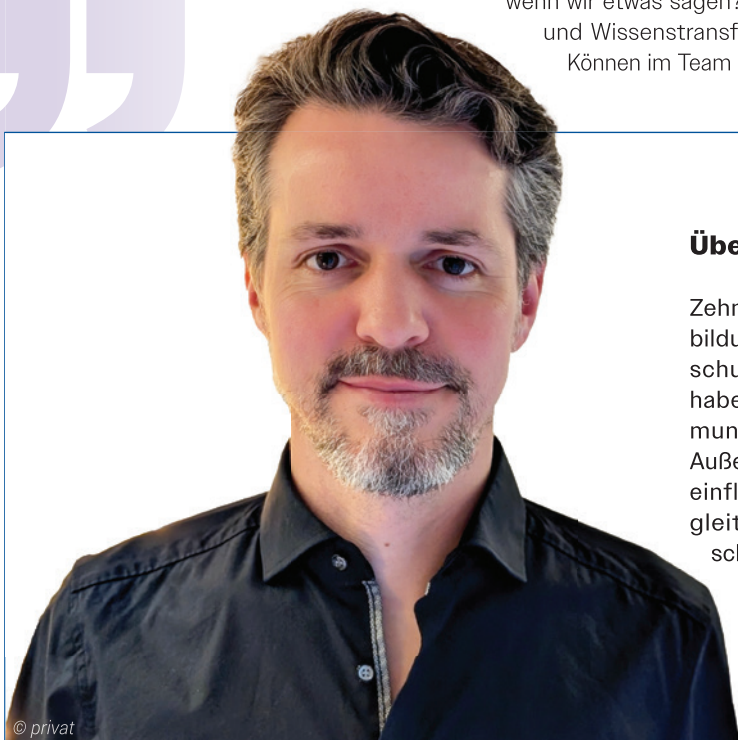 wenn wir etwas sagen?
und Wissenstransf
Können im Team
Übe
Zehn
bildu
schu
habe
mun
Auße
einfl
gleit
sch
© privat